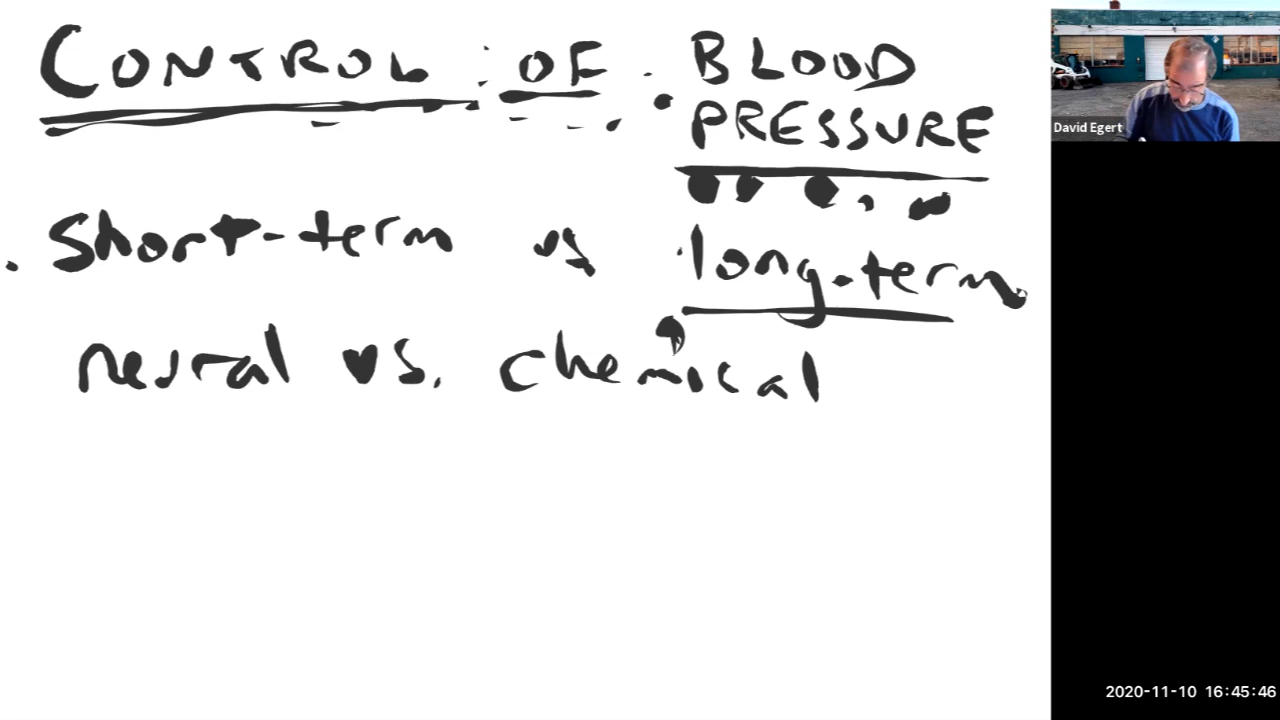 CONTROL OF BLOOD
PRESSURE
short-term vs long-term
neural vs. chemical
David Egert
2020-11-10 16:45:46